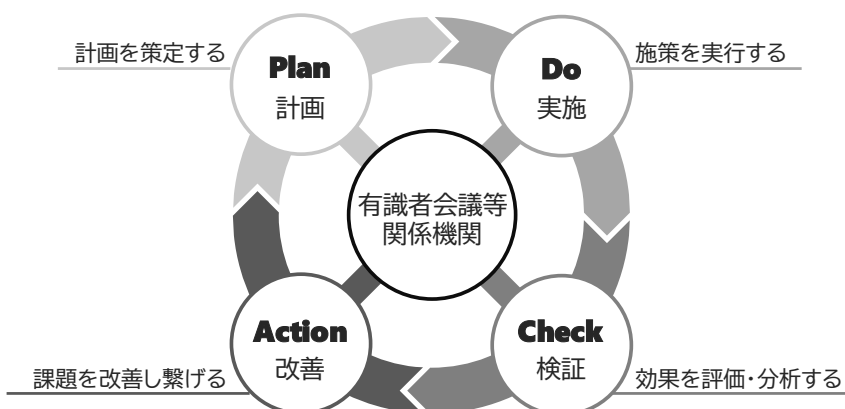 計画を策定する
Plan
計画
Do
実施
施策を実行する
有識者会議等
関係機関
課題を改善し繋げる
Action
改善
Check
検証
効果を評価・分析する